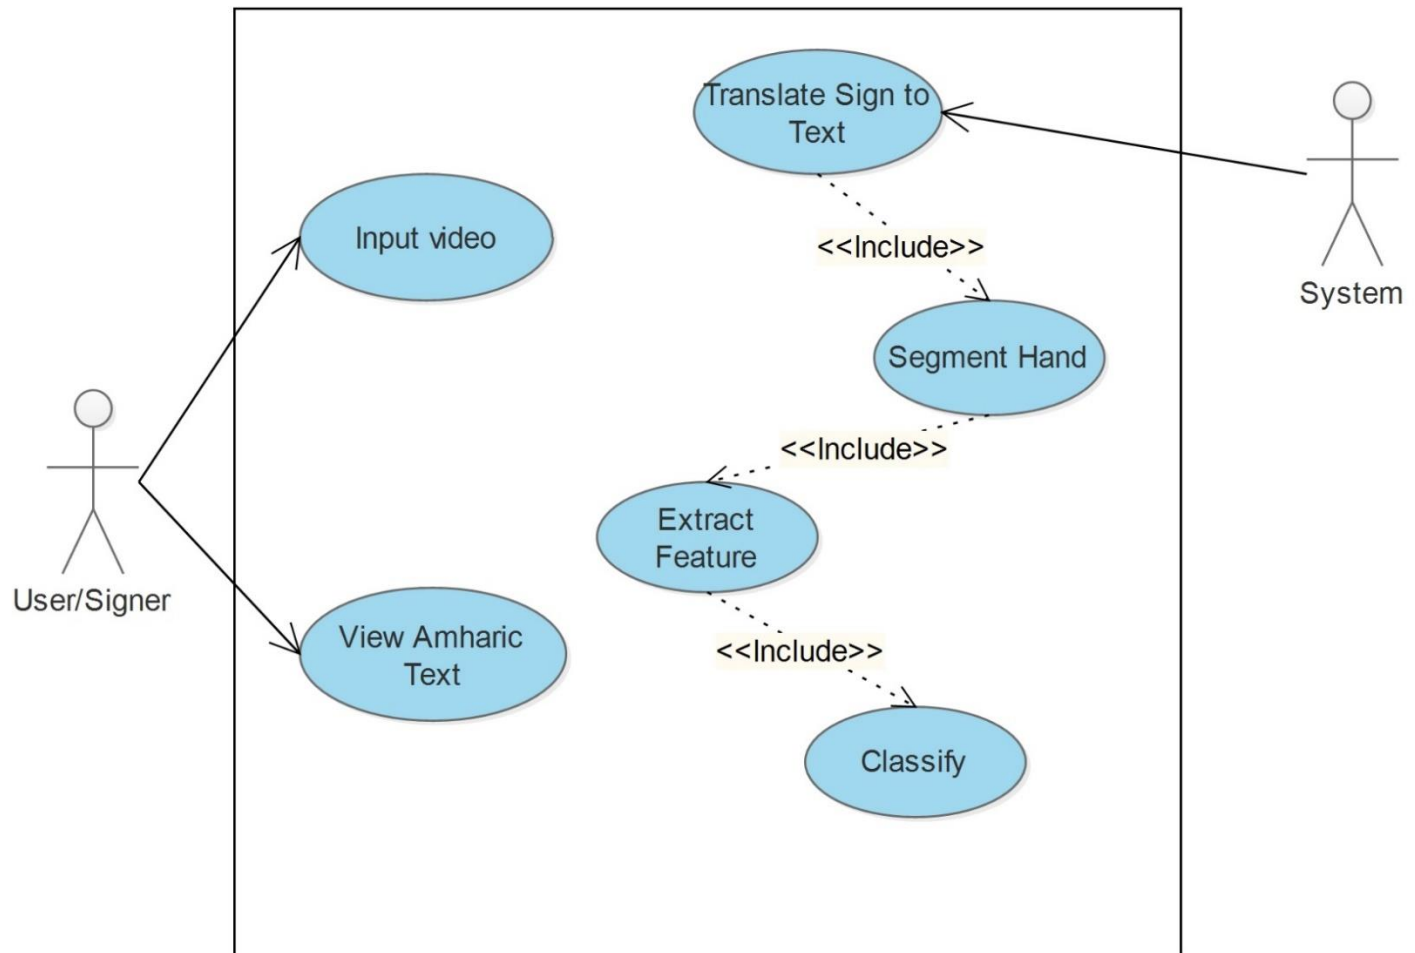 Translate Sign to
Text
Input video
<<Include>>
System
Segment Hand
<<Include>>
Extract
Feature
User/Signer
View Amharic
Text
<<Include>>
Classify